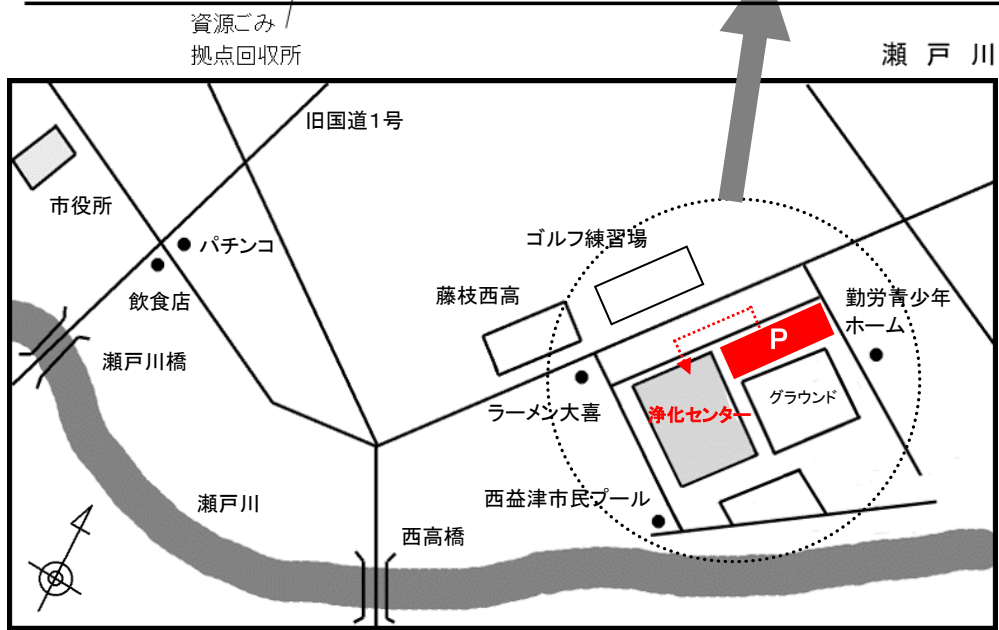 資源ごみ
拠点回収所
瀬戸川
旧国道1号
市役所
パチンコ
飲食店
瀬戸川橋
ゴルフ練習場
藤枝西高
勤労青少年
ホーム
P
グラウンド
ラーメン大喜
浄化センター
西益津市民プール
瀬戸川
西高橋